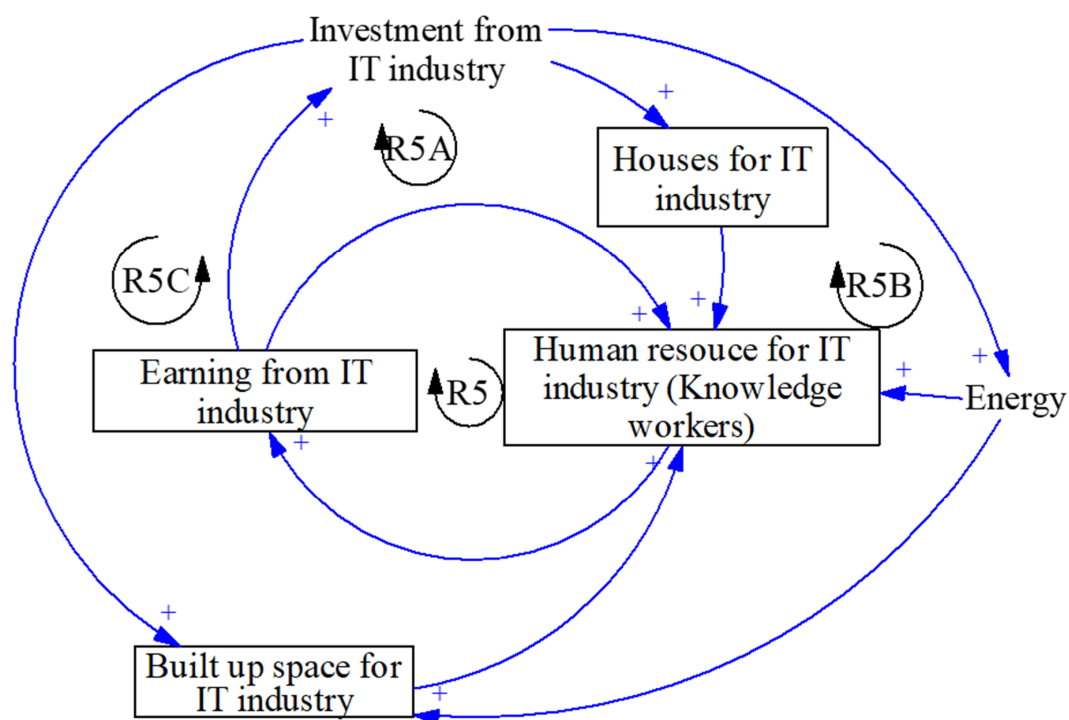 Investment from
IT industry
+
+
R5A
Houses for IT
industry
R5C
R5B
+
+
Human resouce for IT
industry (Knowledge
workers)
+
+
Energy
Earning from IT
industry
R5
+
+
+
Built up space for
IT industry
+